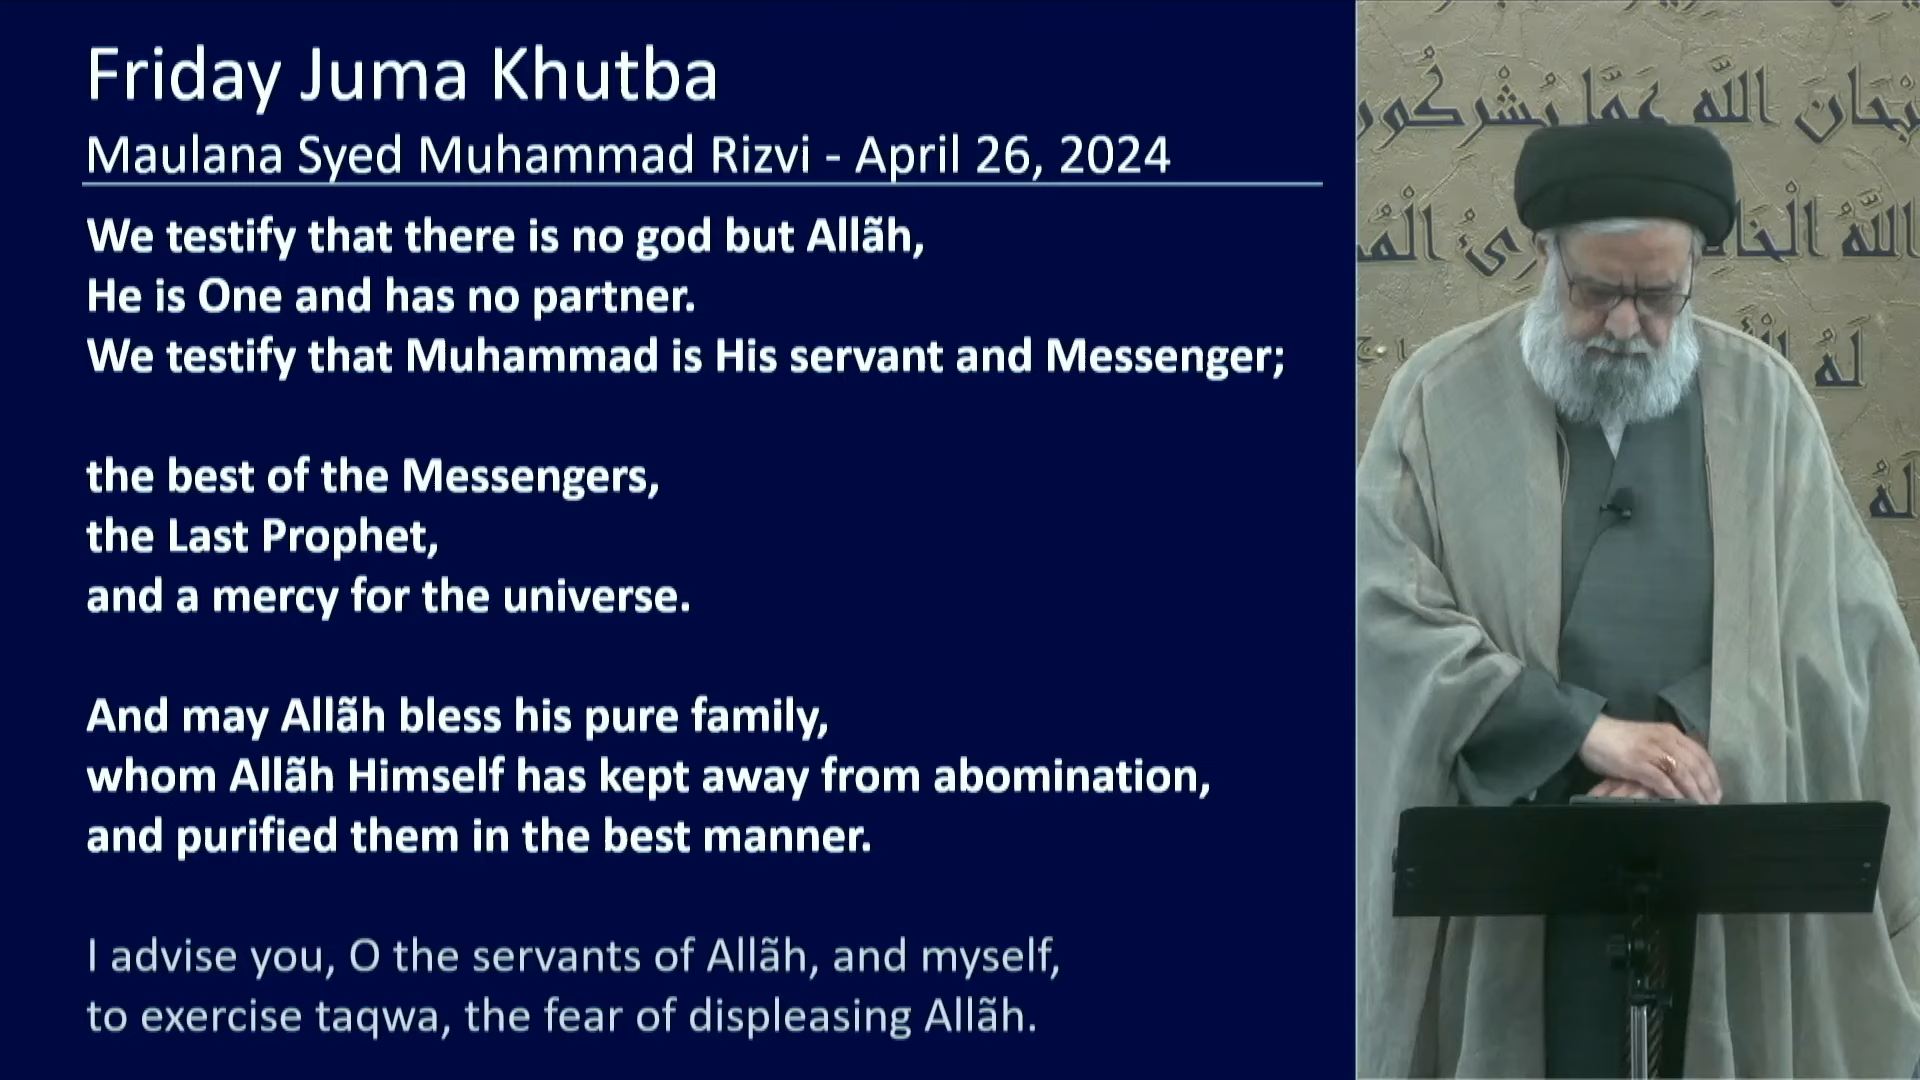 Friday Juma Khutba
Maulana Syed Muhammad Rizvi - April 26, 2024
We testify that there is no god but Allãh,
He is One and has no partner.
We testify that Muhammad is His servant and Messenger;
the best of the Messengers,
the Last Prophet,
and a mercy for the universe.
And may Allãh bless his pure family,
whom Allãh Himself has kept away from abomination,
and purified them in the best manner.
I advise you, O the servants of Allãh, and myself,
to exercise taqwa, the fear of displeasing Allãh.
اللَّهِ عَمَّا يُشْرِكُونَ
اللَّهُ
لَهُ